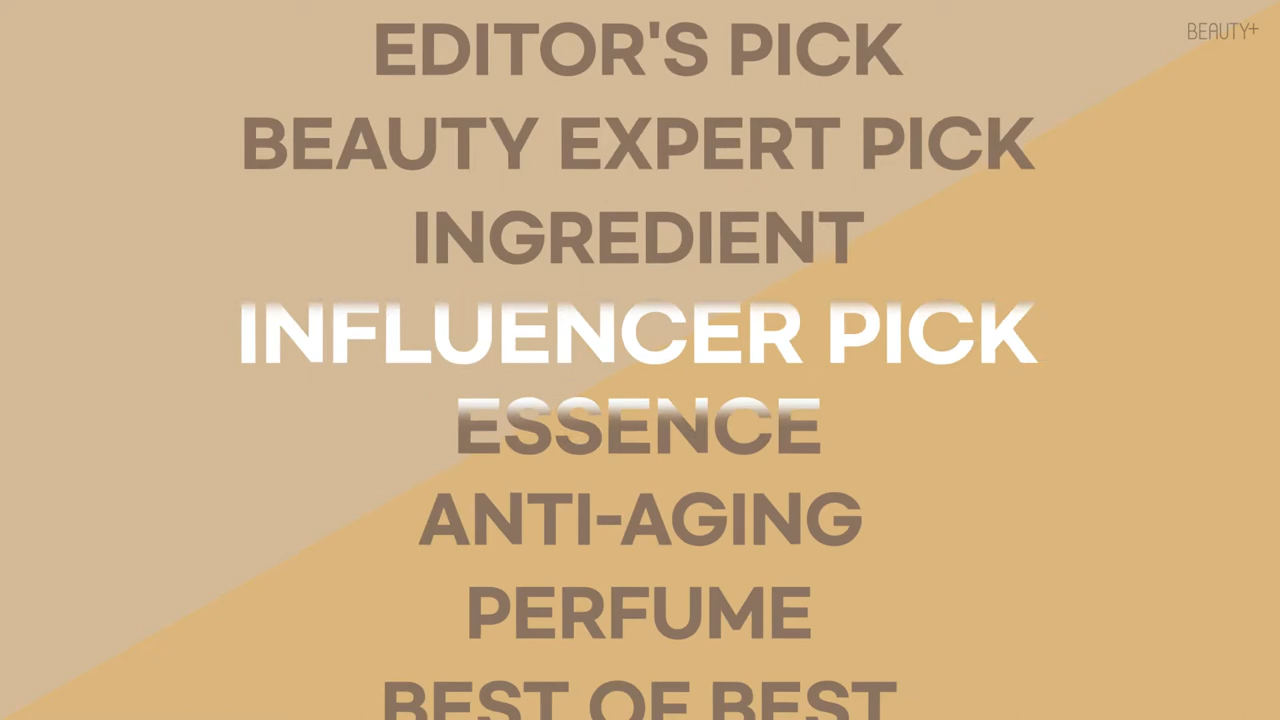 EDITOR'S PICK
BEAUTY+
BEAUTY EXPERT PICK
INGREDIENT
INFLUENCER PICK
ESSENCE
ANTI-AGING
PERFUME
BEST OF BEST